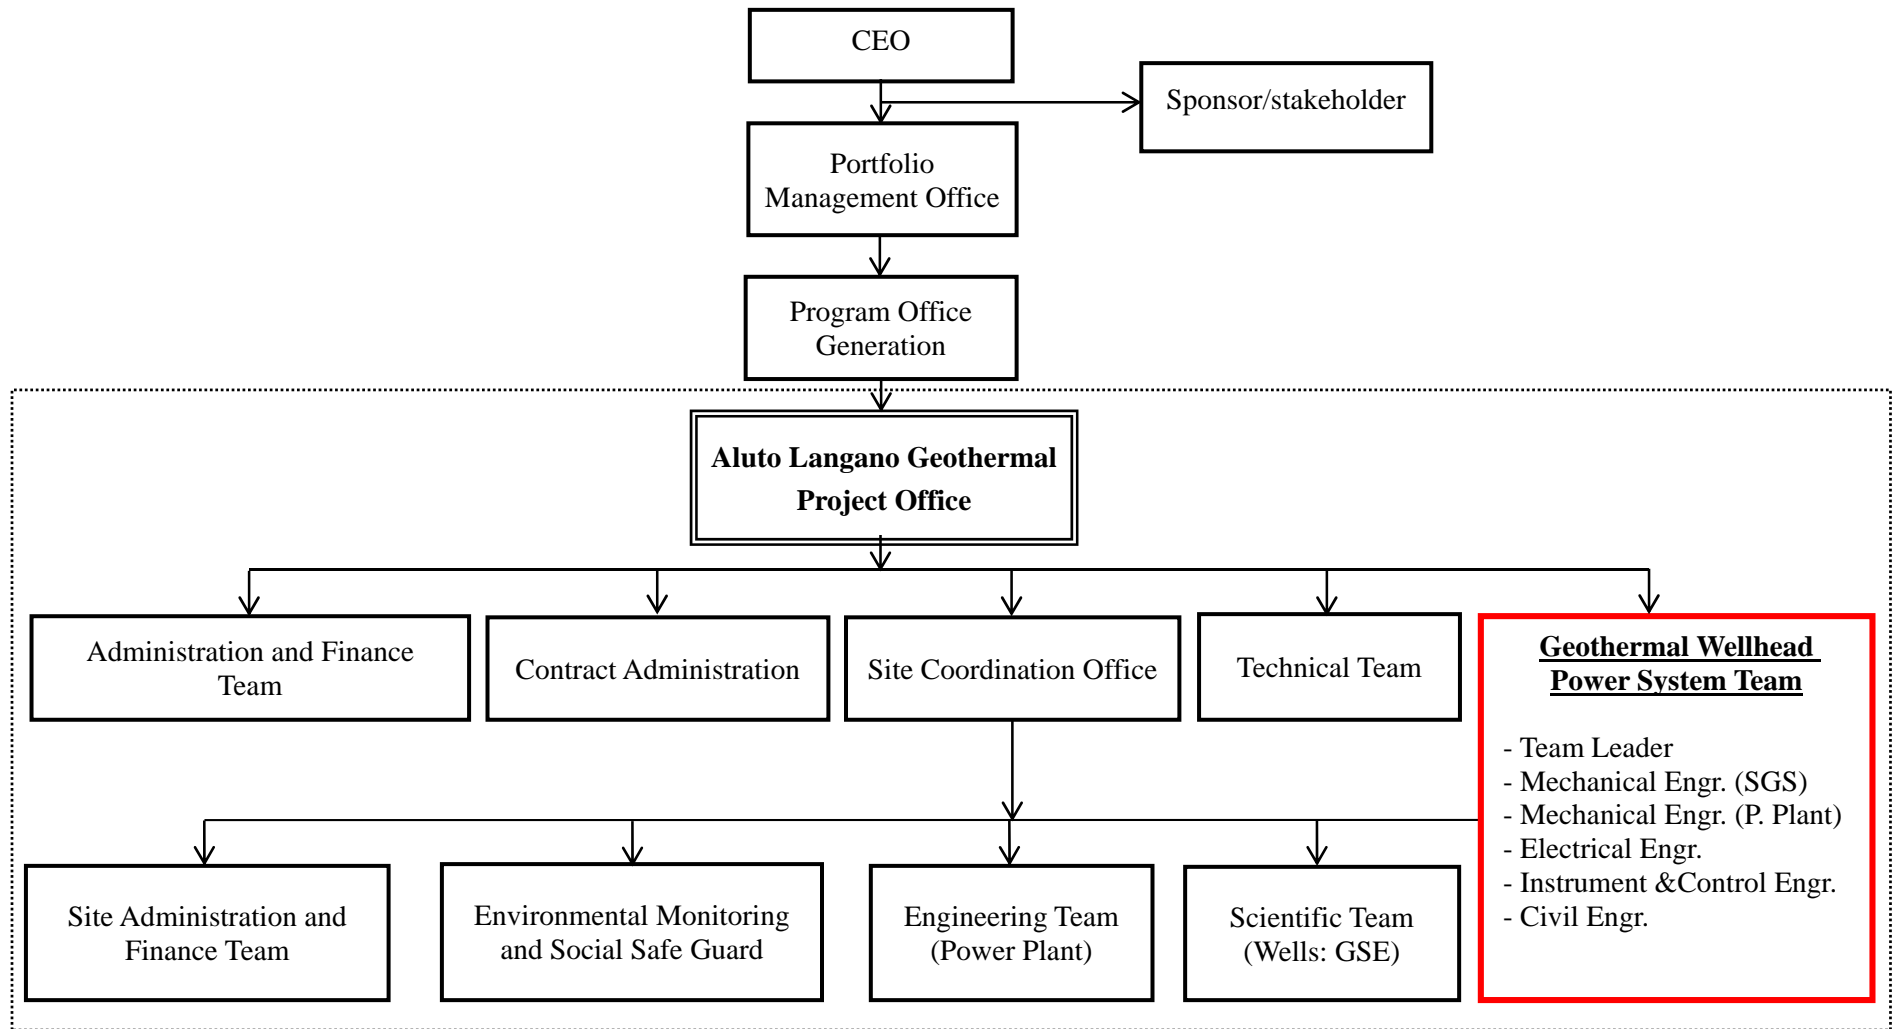 CEO
Sponsor/stakeholder
Portfolio
Management Office
Program Office
Generation
Aluto Langano Geothermal
Project Office
Administration and Finance
Team
Contract Administration
Site Coordination Office
Technical Team
Geothermal Wellhead
Power System Team
- Team Leader
- Mechanical Engr. (SGS)
- Mechanical Engr. (P. Plant)
- Electrical Engr.
- Instrument &Control Engr.
- Civil Engr.
Site Administration and
Finance Team
Environmental Monitoring
and Social Safe Guard
Engineering Team
(Power Plant)
Scientific Team
(Wells: GSE)